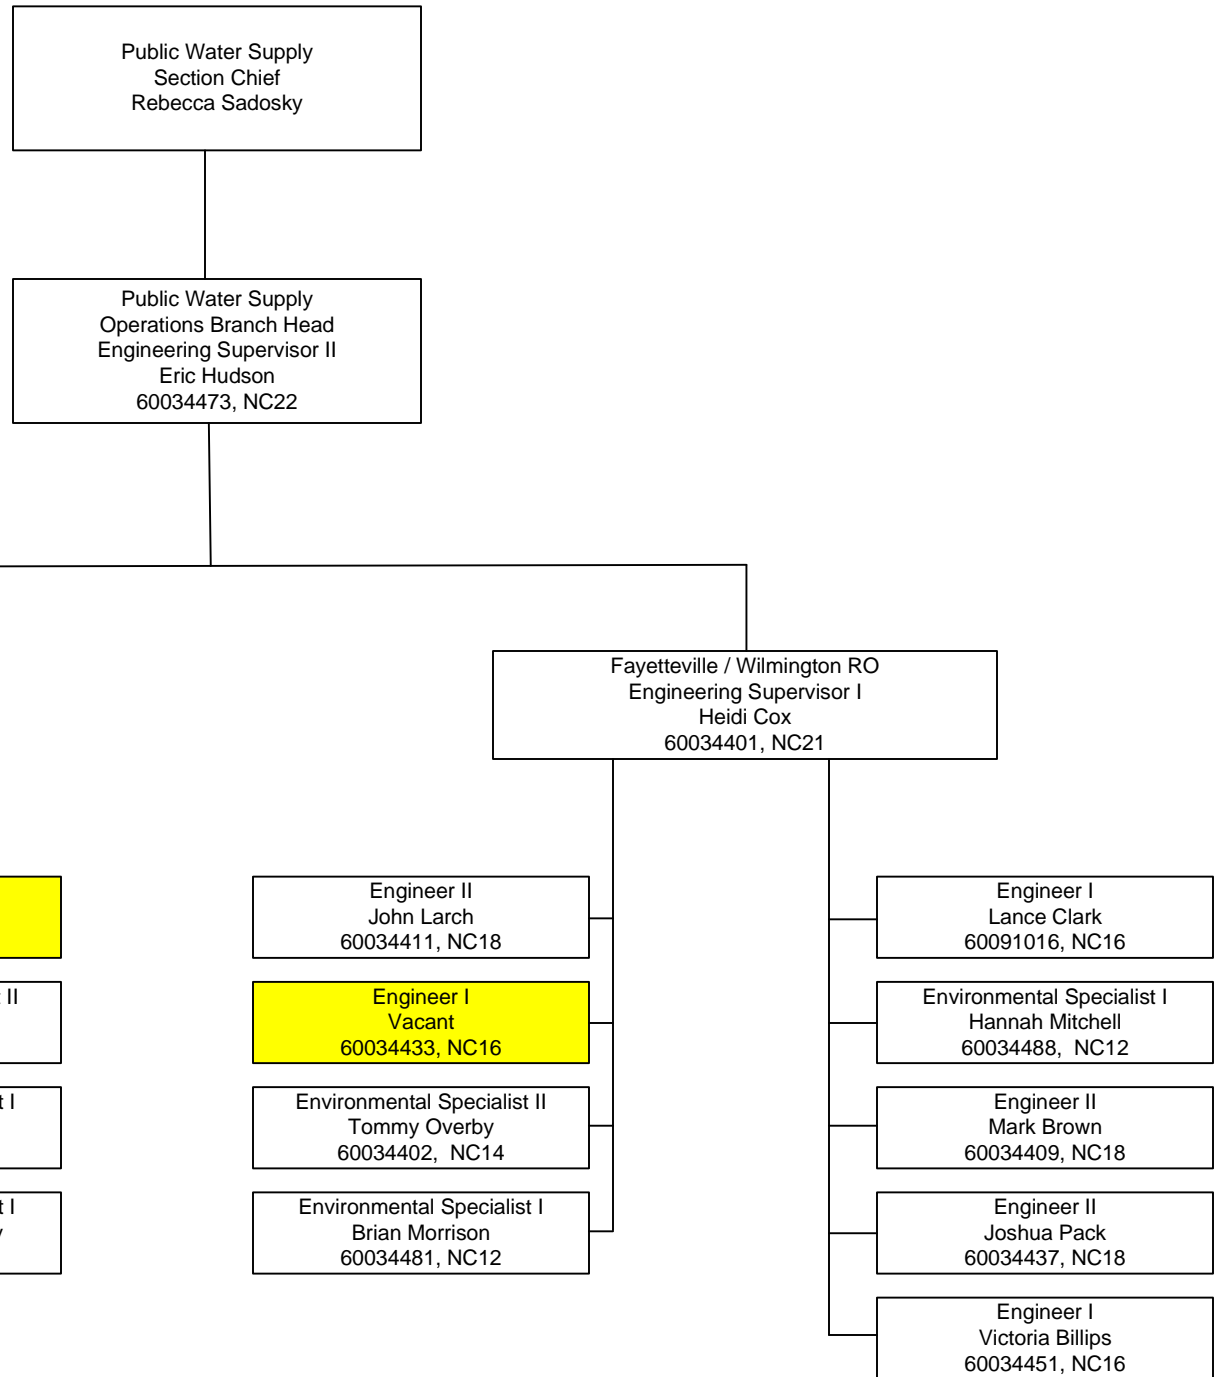 Public Water Supply
Section Chief
Rebecca Sadosky
Public Water Supply
Operations Branch Head
Engineering Supervisor II
Eric Hudson
60034473, NC22
Fayetteville / Wilmington RO
Engineering Supervisor I
Heidi Cox
60034401, NC21
II
t I
t I
y
Engineer II
John Larch
60034411, NC18
Engineer I
Vacant
60034433, NC16
Environmental Specialist II
Tommy Overby
60034402,  NC14
Environmental Specialist I
Brian Morrison
60034481, NC12
Engineer I
Lance Clark
60091016, NC16
Environmental Specialist I
Hannah Mitchell
60034488,  NC12
Engineer II
Mark Brown
60034409, NC18
Engineer II
Joshua Pack
60034437, NC18
Engineer I
Victoria Billips
60034451, NC16